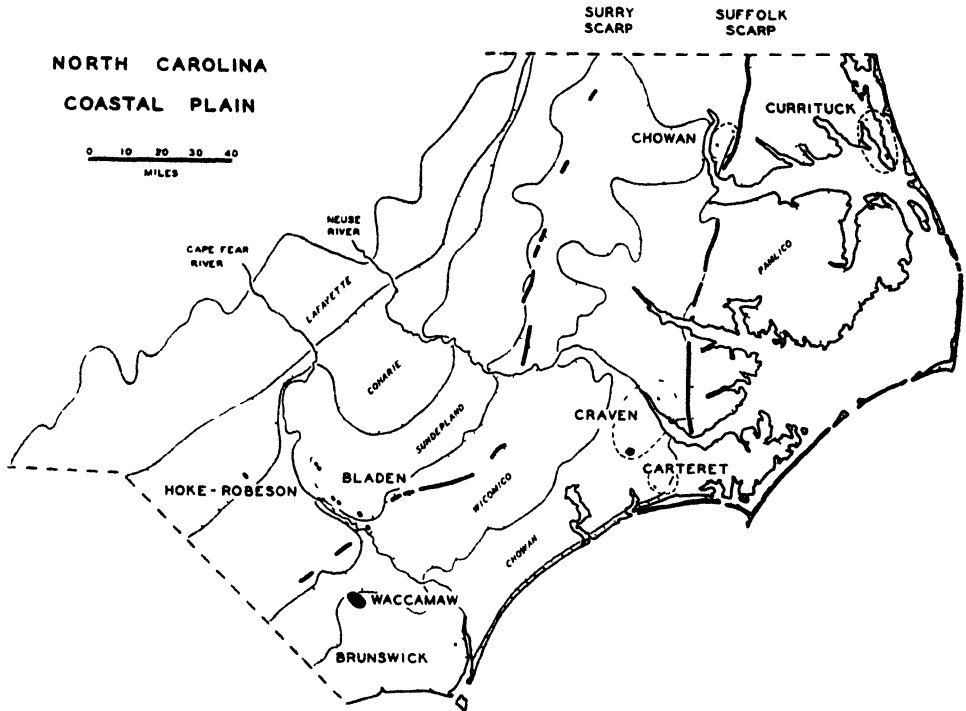 SURRY
SCARP
SUFFOLK
SCARP
NORTH CAROLINA
COASTAL PLAIN
0 10 20 30 40
MILES
CURRITUCK
CHOWAN
NEUSE
RIVER
CAPE FEAR
RIVER
PAMLICO
LAFAYETTE
COHARIE
SUNDERLAND
CRAVEN
CARTERET
HOKE-ROBESON
BLADEN
WICOMICO
CHOWAN
WACCAMAW
BRUNSWICK